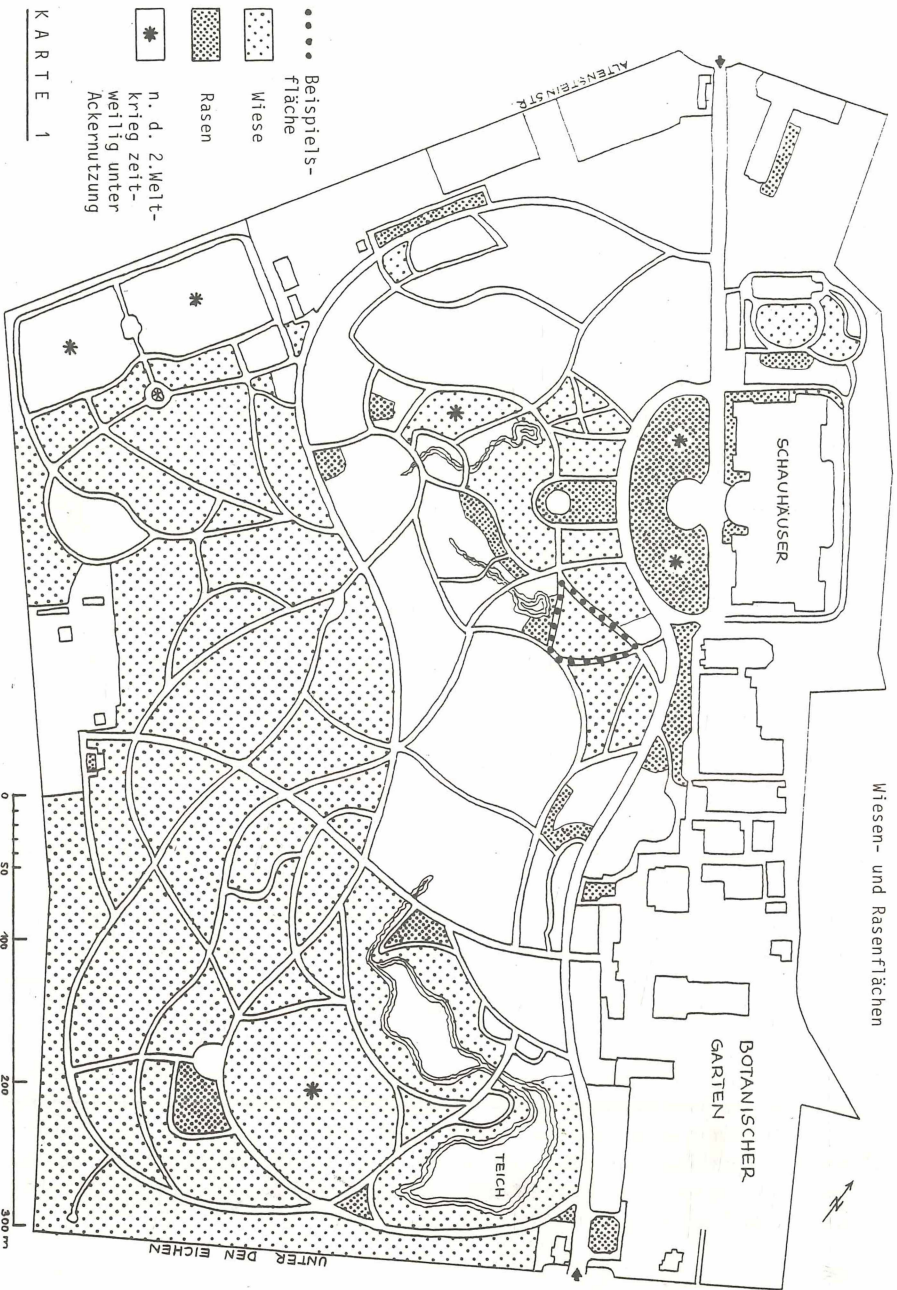 Wiesen- und Rasenflächen
ALTENSTEINSTR.
SCHAUHÄUSER
BOTANISCHER
GARTEN
N
TEICH
UNTER DEN EICHEN
Beispiels-
fläche
Wiese
Rasen
n. d. 2.Welt-
krieg zeit-
weilig unter
Ackernutzung
KARTE 1
0 50 100 200 300 m